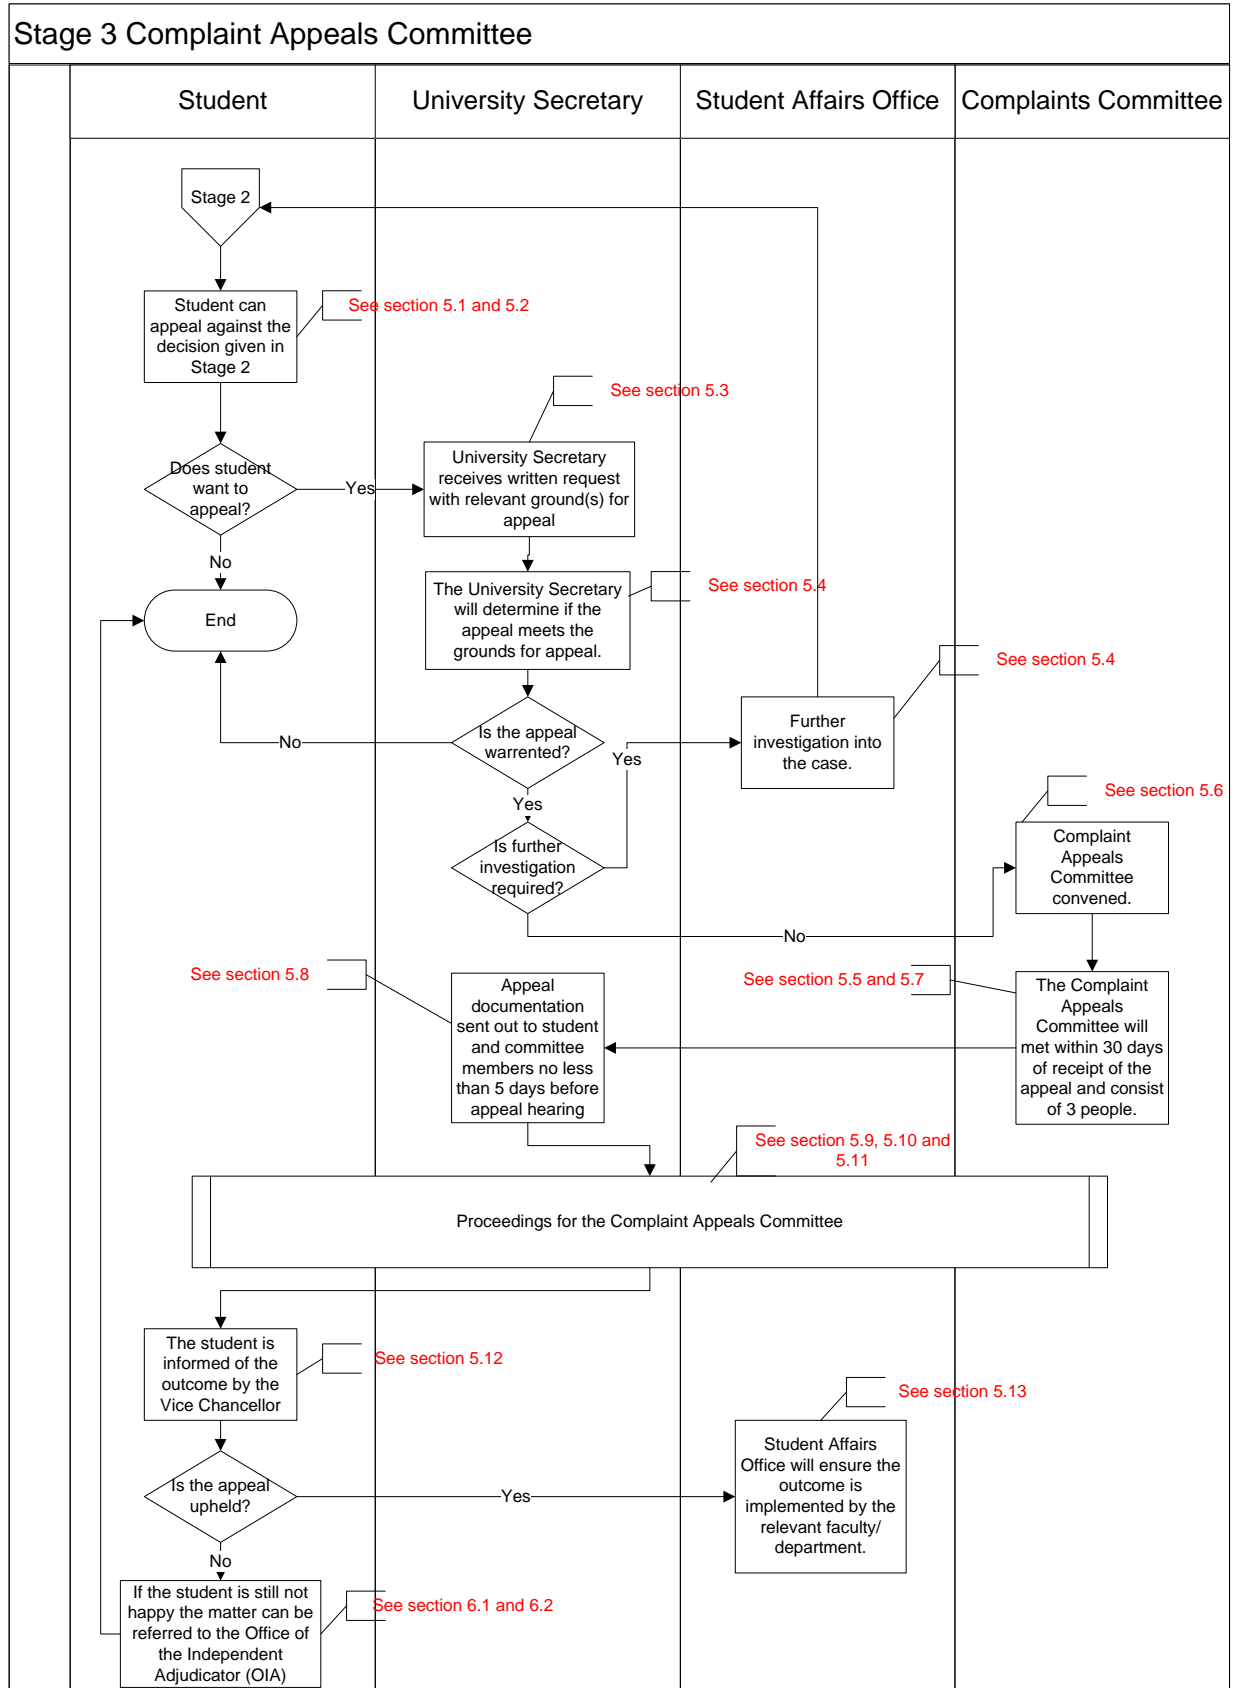 Stage 3 Complaint Appeals Committee
Student
University Secretary
Student Affairs Office
Complaints Committee
Stage 2
Student can
appeal against the
decision given in
Stage 2
See section 5.1 and 5.2
See section 5.3
Does student
want to
appeal?
Yes
University Secretary
receives written request
with relevant ground(s) for
appeal
No
The University Secretary
will determine if the
appeal meets the
grounds for appeal.
See section 5.4
End
See section 5.4
Is the appeal
warrented?
No
Yes
Further
investigation into
the case.
Yes
See section 5.6
Is further
investigation
required?
Complaint
Appeals
Committee
convened.
No
See section 5.8
Appeal
documentation
sent out to student
and committee
members no less
than 5 days before
appeal hearing
See section 5.5 and 5.7
The Complaint
Appeals
Committee will
met within 30 days
of receipt of the
appeal and consist
of 3 people.
See section 5.9, 5.10 and
5.11
Proceedings for the Complaint Appeals Committee
The student is
informed of the
outcome by the
Vice Chancellor
See section 5.12
See section 5.13
Is the appeal
upheld?
Yes
Student Affairs
Office will ensure the
outcome is
implemented by the
relevant faculty/
department.
No
If the student is still not
happy the matter can be
referred to the Office of
the Independent
Adjudicator (OIA)
See section 6.1 and 6.2